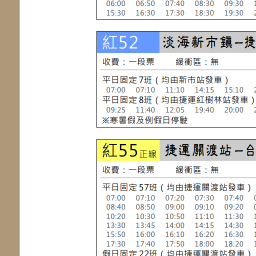 06:00 06:50 07:40 08:30 09:30
15:30 16:30 17:30 18:30 19:30
紅52 淡海新市鎮-捷
收費：一段票 緩衝區：無
平日固定7班（均由新市站發車）
07:00 07:10 11:10 14:15 15:10
平日固定8班（均由捷運紅樹林站發車）
09:25 11:40 12:05 19:40 20:00
※寒暑假及例假日停駛
紅55正線 捷運關渡站-台
收費：一段票 緩衝區：無
平日固定57班（均由捷運關渡站發車）
07:00 07:10 07:20 07:30 07:40
08:40 08:50 09:00 09:10 09:20
10:20 10:30 10:50 11:10 11:30
13:30 13:45 14:00 14:15 14:30
15:50 16:00 16:10 16:20 16:30
17:30 17:40 17:50 18:00 18:20
假日固定22班（均由捷運關渡站發車）